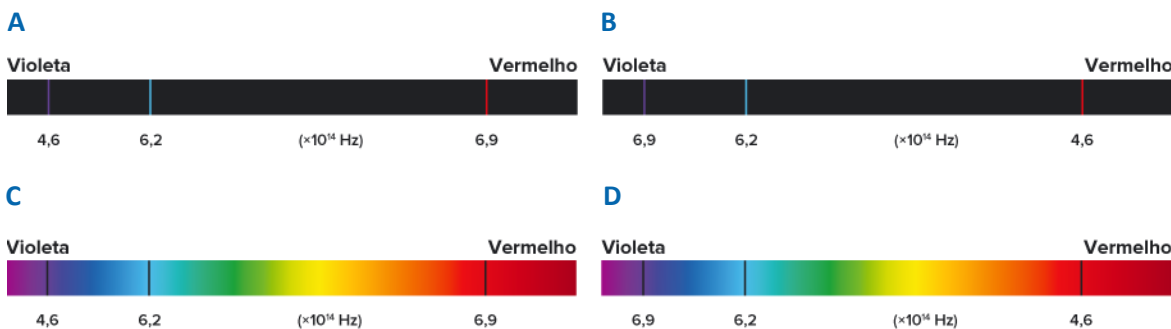 A
B
Violeta Vermelho
Violeta Vermelho
4,6 6,2 (×10¹⁴ Hz) 6,9
6,9 6,2 (×10¹⁴ Hz) 4,6
C
D
Violeta Vermelho
Violeta Vermelho
4,6 6,2 (×10¹⁴ Hz) 6,9
6,9 6,2 (×10¹⁴ Hz) 4,6